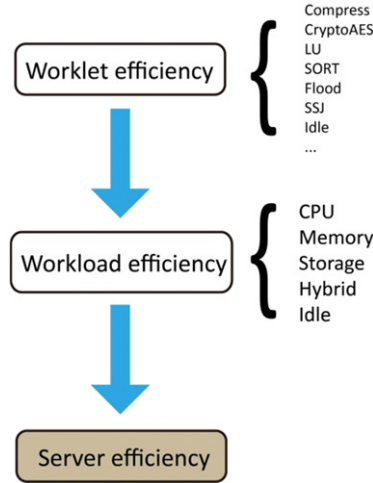 Compress
CryptoAES
LU
SORT
Flood
SSJ
Idle
...
Worklet efficiency
CPU
Memory
Storage
Hybrid
Idle
Workload efficiency
Server efficiency